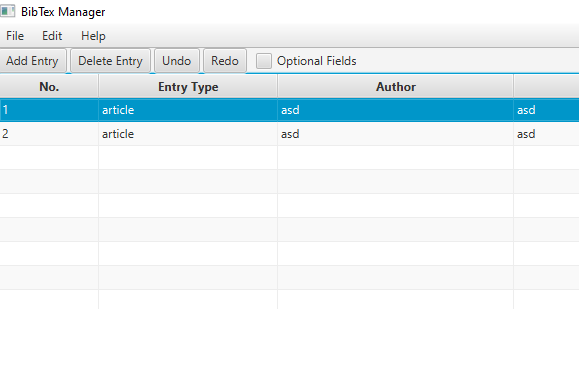 BibTex Manager
File Edit Help
Add Entry Delete Entry Undo Redo Optional Fields
No. Entry Type Author
1 article asd asd
2 article asd asd